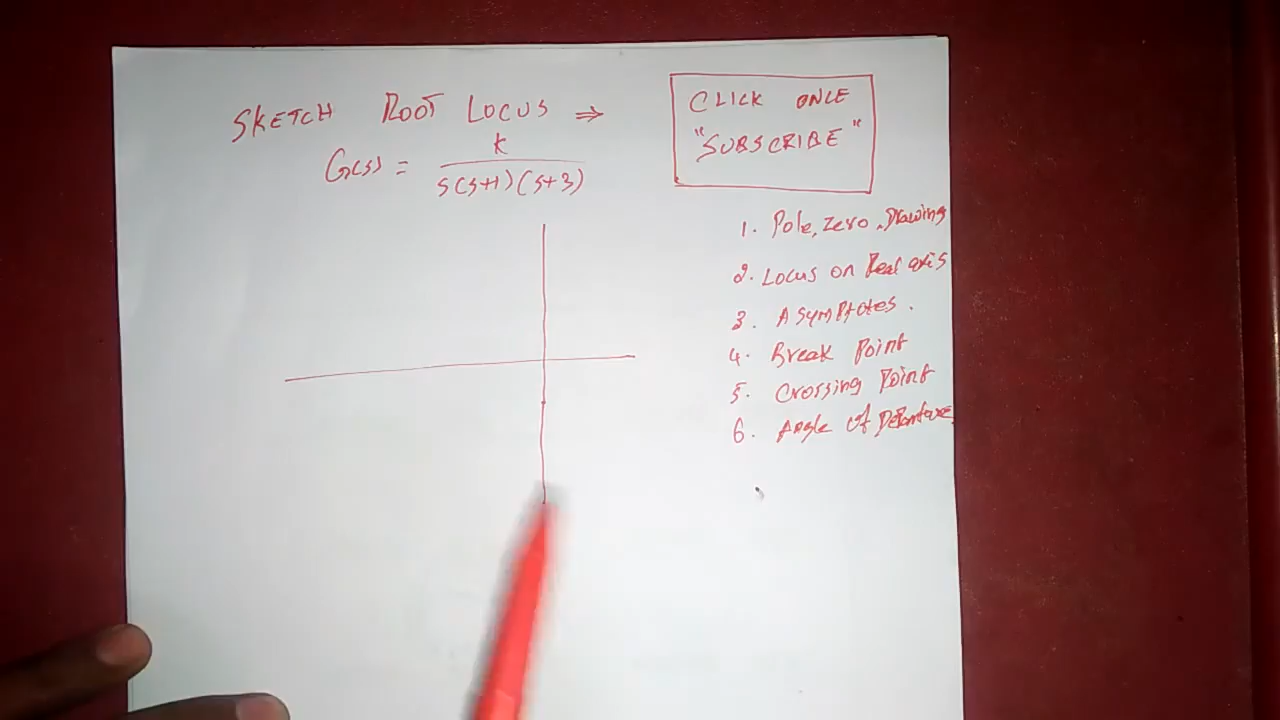 SKETCH ROOT LOCUS ⇒
G(s) = K / s(s+1)(s+3)
CLICK ONCE
"SUBSCRIBE"
1. Pole, Zero, Drawing
2. Locus on Real axis
3. Asymptotes.
4. Break Point
5. Crossing Point
6. Angle of Departure